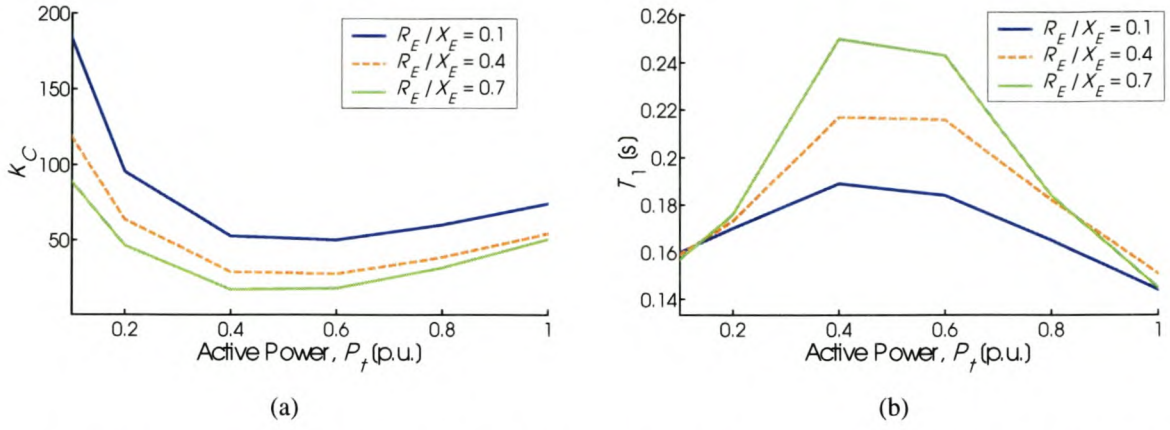 200
150
100
50
K_C
R_E / X_E = 0.1
R_E / X_E = 0.4
R_E / X_E = 0.7
0.2 0.4 0.6 0.8 1
Active Power, P_t (p.u.)
(a)
0.26
0.24
0.22
0.2
0.18
0.16
0.14
T_1 (s)
R_E / X_E = 0.1
R_E / X_E = 0.4
R_E / X_E = 0.7
0.2 0.4 0.6 0.8 1
Active Power, P_t (p.u.)
(b)